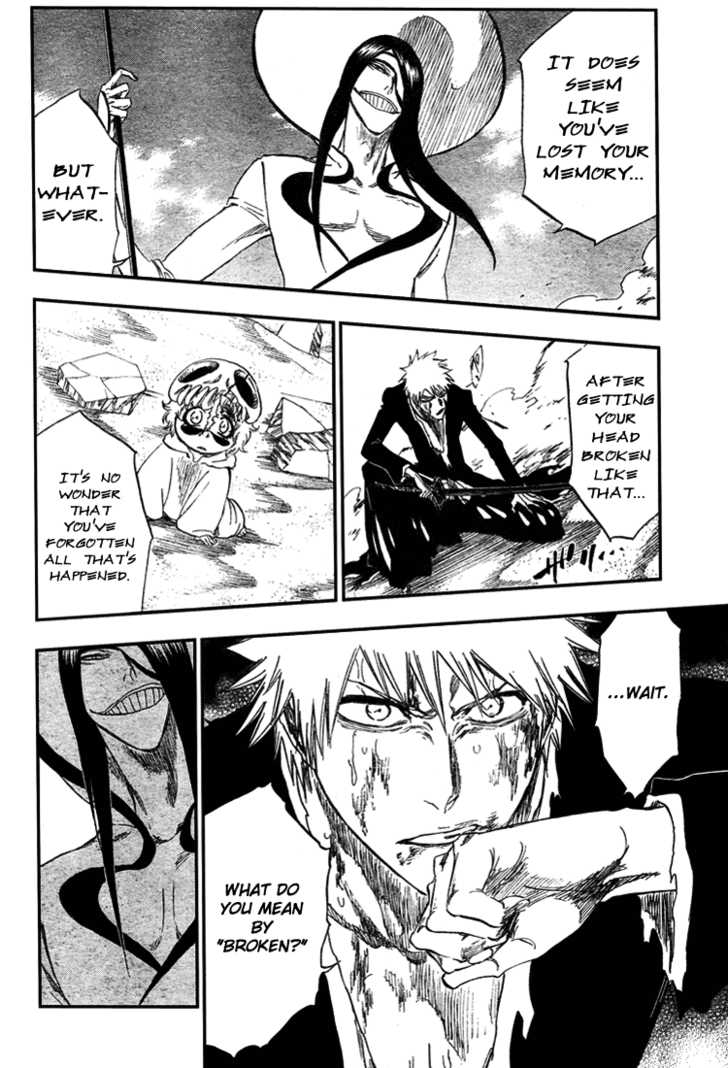 IT DOES
SEEM
LIKE
YOU'VE
LOST YOUR
MEMORY...
BUT
WHAT-
EVER.
AFTER
GETTING
YOUR
HEAD
BROKEN
LIKE
THAT...
IT'S NO
WONDER
THAT
YOU'VE
FORGOTTEN
ALL THAT'S
HAPPENED.
...WAIT.
WHAT DO
YOU MEAN
BY
"BROKEN?"